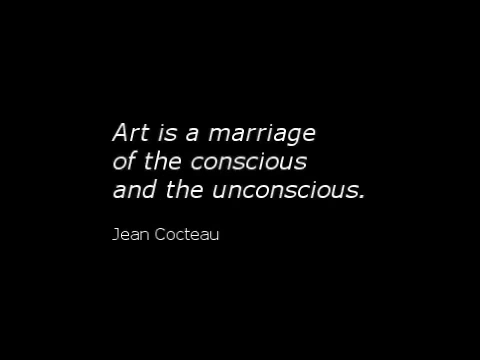 Art is a marriage
of the conscious
and the unconscious.
Jean Cocteau